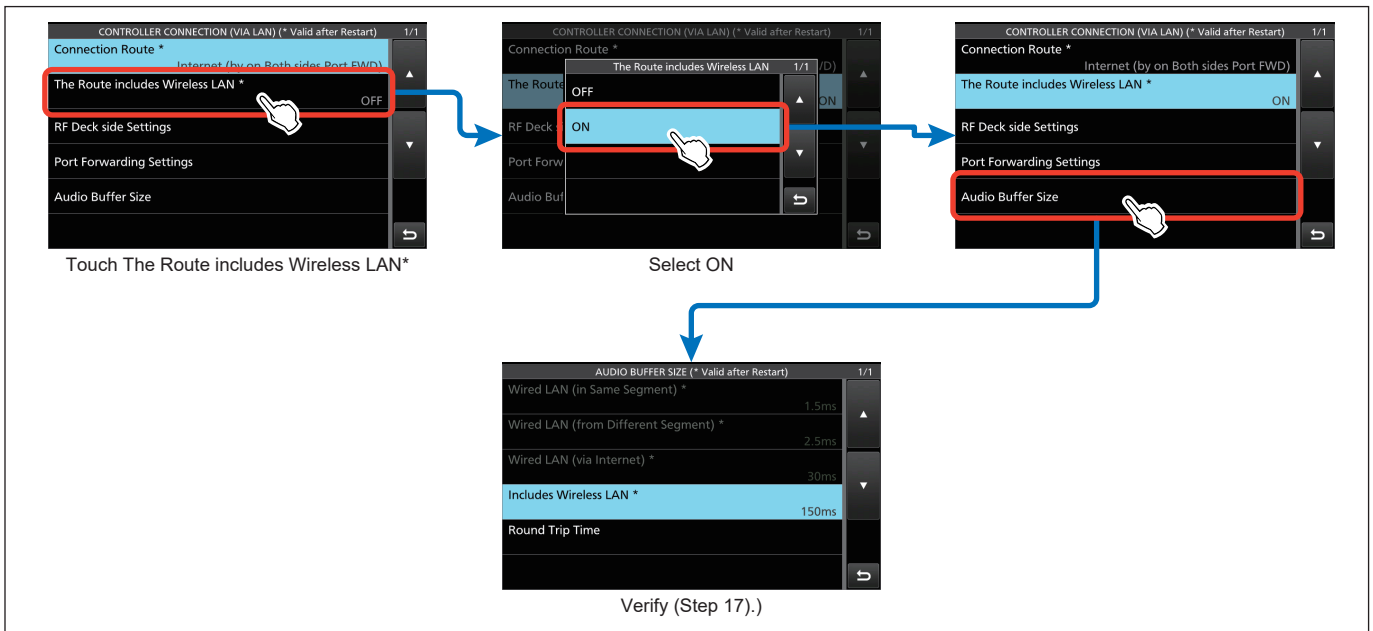 CONTROLLER CONNECTION (VIA LAN) (* Valid after Restart) 1/1
Connection Route *
Internet (by on Both sides Port FWD)
The Route includes Wireless LAN *
OFF
RF Deck side Settings
Port Forwarding Settings
Audio Buffer Size
Touch The Route includes Wireless LAN*
CONTROLLER CONNECTION (VIA LAN) (* Valid after Restart) 1/1
Connection Route *
/D)
The Route
ON
RF Deck s
Port Forw
Audio Buf
The Route includes Wireless LAN 1/1
OFF
ON
Select ON
CONTROLLER CONNECTION (VIA LAN) (* Valid after Restart) 1/1
Connection Route *
Internet (by on Both sides Port FWD)
The Route includes Wireless LAN *
ON
RF Deck side Settings
Port Forwarding Settings
Audio Buffer Size
AUDIO BUFFER SIZE (* Valid after Restart) 1/1
Wired LAN (in Same Segment) *
1.5ms
Wired LAN (from Different Segment) *
2.5ms
Wired LAN (via Internet) *
30ms
Includes Wireless LAN *
150ms
Round Trip Time
Verify (Step 17).)